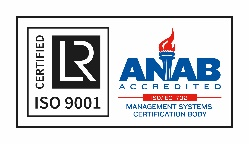 CERTIFIED
LR
ISO 9001
ANAB
ACCREDITED
MANAGEMENT SYSTEMS
CERTIFICATION BODY